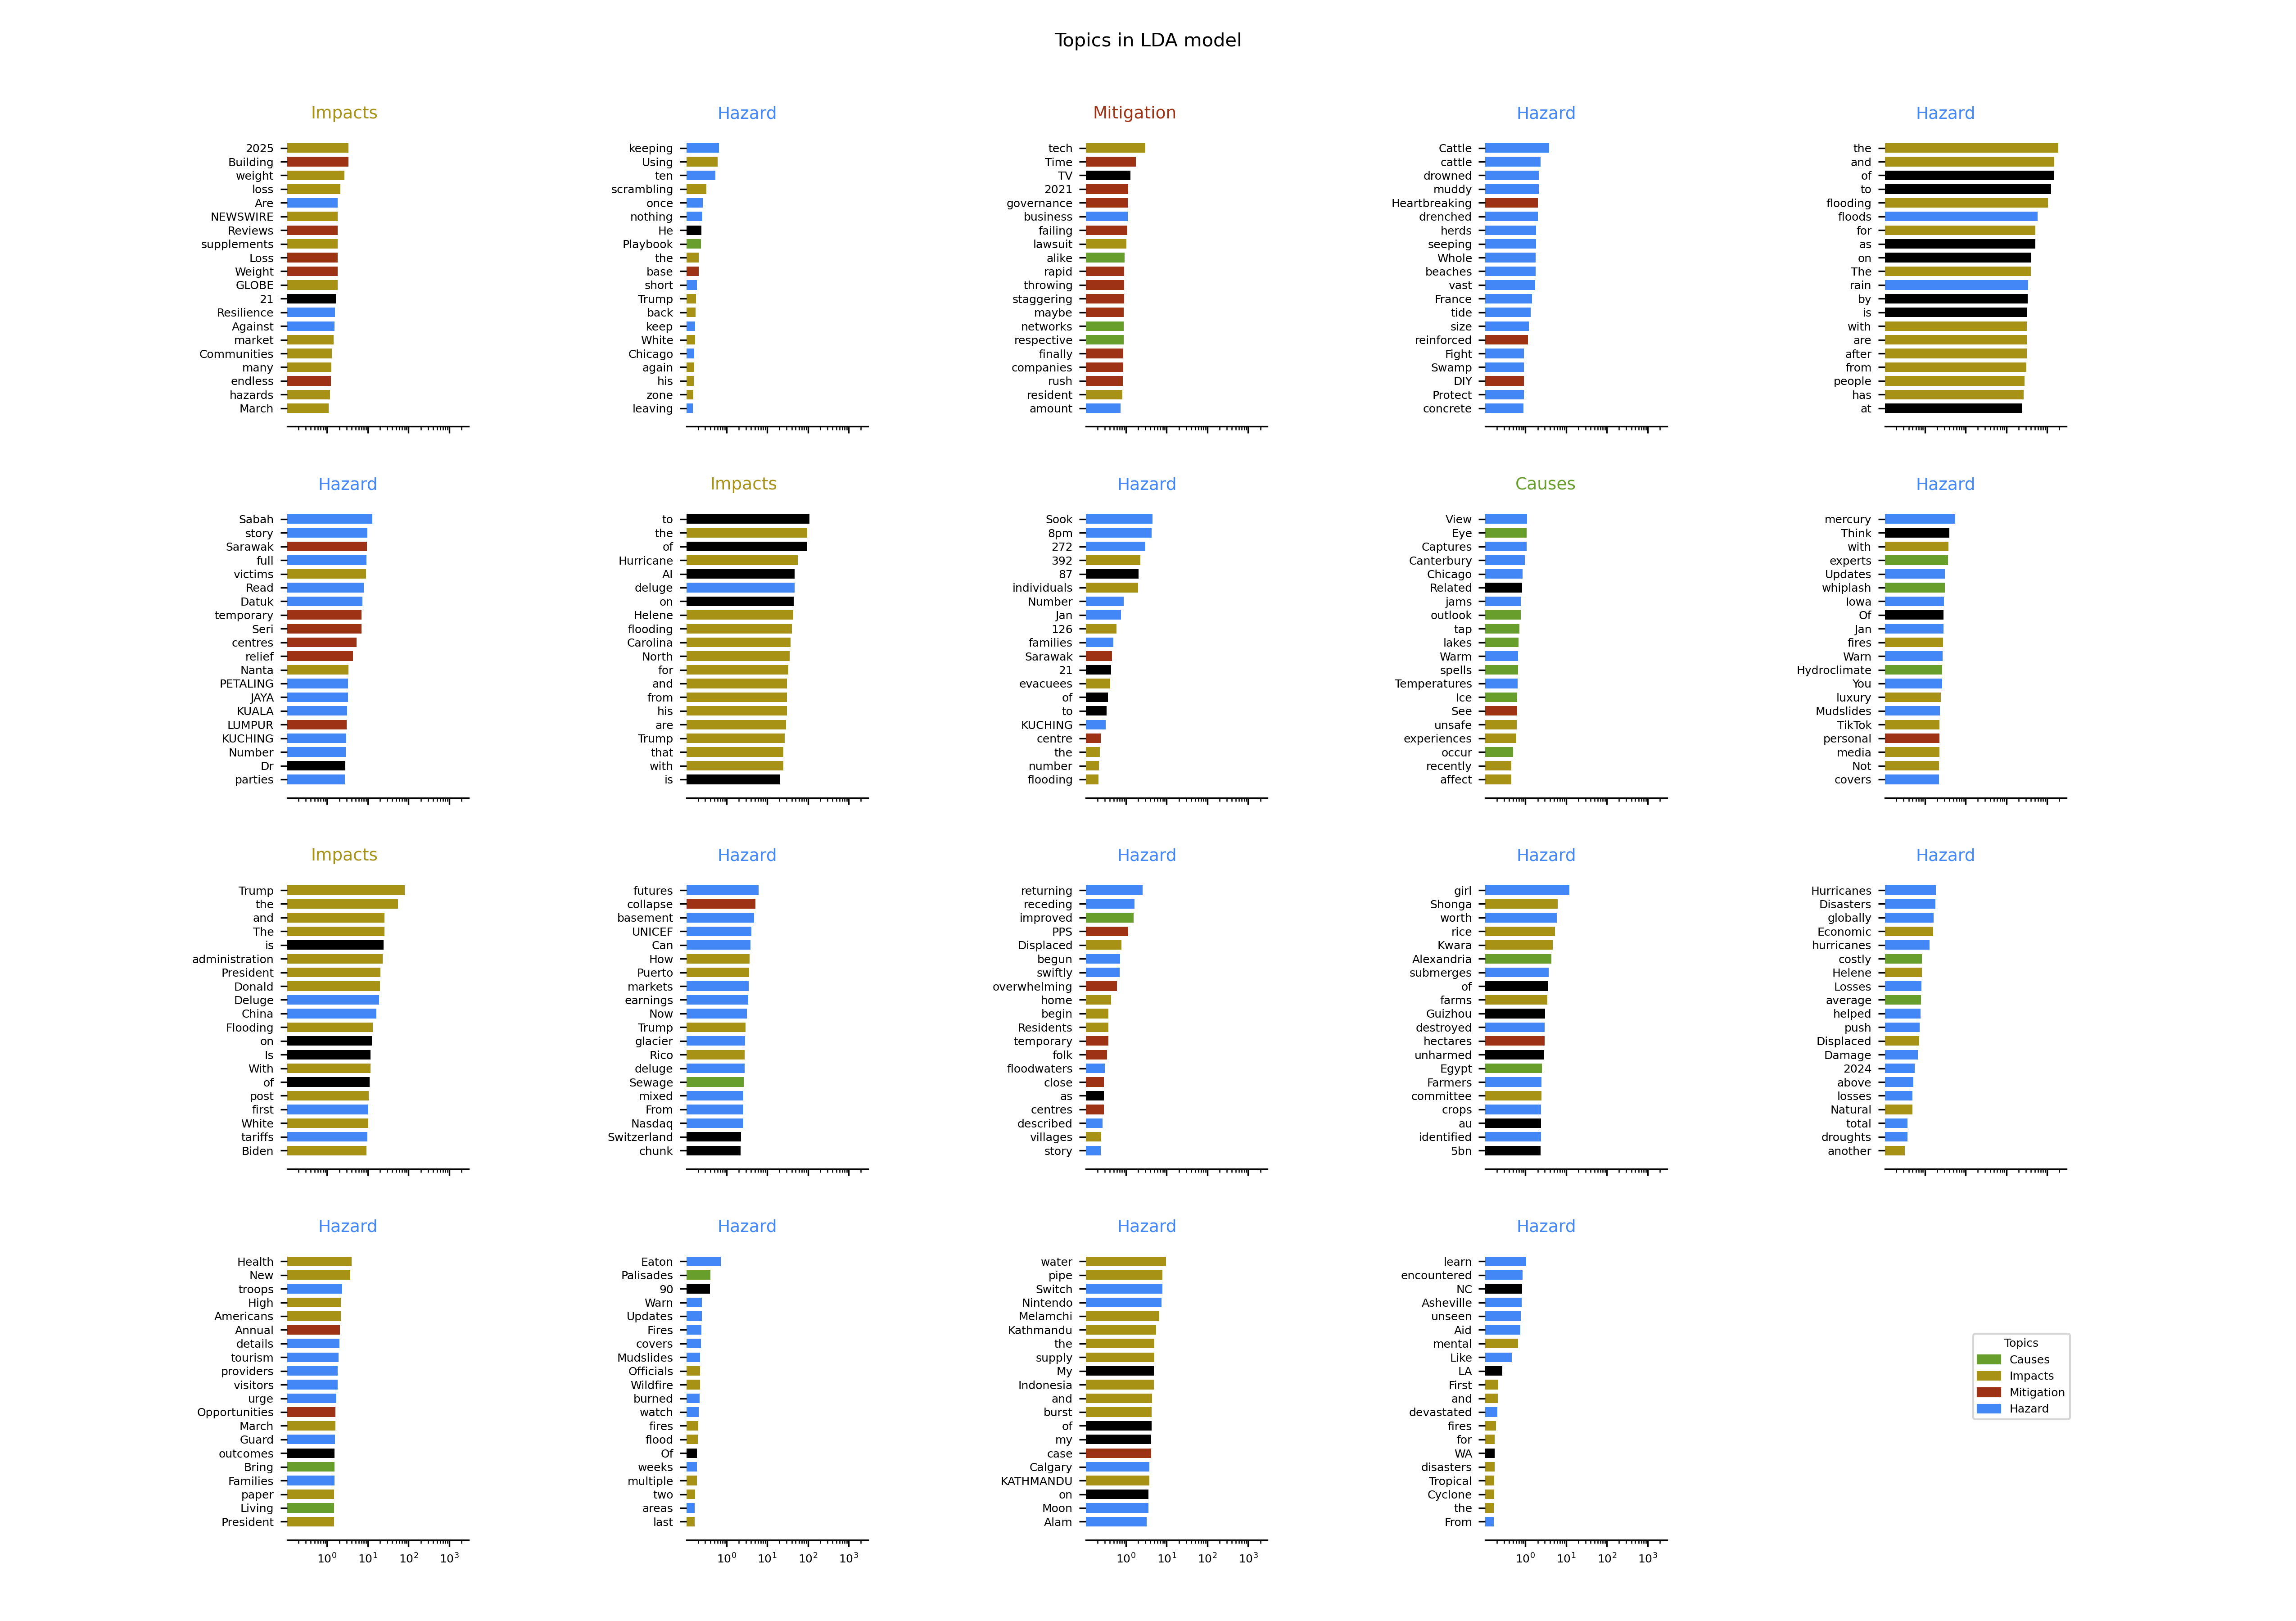 Topics in LDA model
Impacts
2025
Building
weight
loss
Are
NEWSWIRE
Reviews
supplements
Loss
Weight
GLOBE
21
Resilience
Against
market
Communities
many
endless
hazards
March
Hazard
keeping
Using
ten
scrambling
once
nothing
He
Playbook
the
base
short
Trump
back
keep
White
Chicago
again
his
zone
leaving
Mitigation
tech
Time
TV
2021
governance
business
failing
lawsuit
alike
rapid
throwing
staggering
maybe
networks
respective
finally
companies
rush
resident
amount
Hazard
Cattle
cattle
drowned
muddy
Heartbreaking
drenched
herds
seeping
Whole
beaches
vast
France
tide
size
reinforced
Fight
Swamp
DIY
Protect
concrete
Hazard
the
and
of
to
flooding
floods
for
as
on
The
rain
by
is
with
are
after
from
people
has
at
Hazard
Sabah
story
Sarawak
full
victims
Read
Datuk
temporary
Seri
centres
relief
Nanta
PETALING
JAYA
KUALA
LUMPUR
KUCHING
Number
Dr
parties
Impacts
to
the
of
Hurricane
AI
deluge
on
Helene
flooding
Carolina
North
for
and
from
his
are
Trump
that
with
is
Hazard
Sook
8pm
272
392
87
individuals
Number
Jan
126
families
Sarawak
21
evacuees
of
to
KUCHING
centre
the
number
flooding
Causes
View
Eye
Captures
Canterbury
Chicago
Related
jams
outlook
tap
lakes
Warm
spells
Temperatures
Ice
See
unsafe
experiences
occur
recently
affect
Hazard
mercury
Think
with
experts
Updates
whiplash
Iowa
Of
Jan
fires
Warn
Hydroclimate
You
luxury
Mudslides
TikTok
personal
media
Not
covers
Impacts
Trump
the
and
The
is
administration
President
Donald
Deluge
China
Flooding
on
Is
With
of
post
first
White
tariffs
Biden
Hazard
futures
collapse
basement
UNICEF
Can
How
Puerto
markets
earnings
Now
Trump
glacier
Rico
deluge
Sewage
mixed
From
Nasdaq
Switzerland
chunk
Hazard
returning
receding
improved
PPS
Displaced
begun
swiftly
overwhelming
home
begin
Residents
temporary
folk
floodwaters
close
as
centres
described
villages
story
Hazard
girl
Shonga
worth
rice
Kwara
Alexandria
submerges
of
farms
Guizhou
destroyed
hectares
unharmed
Egypt
Farmers
committee
crops
au
identified
5bn
Hazard
Hurricanes
Disasters
globally
Economic
hurricanes
costly
Helene
Losses
average
helped
push
Displaced
Damage
2024
above
losses
Natural
total
droughts
another
Hazard
Health
New
troops
High
Americans
Annual
details
tourism
providers
visitors
urge
Opportunities
March
Guard
outcomes
Bring
Families
paper
Living
President
10⁰ 10¹ 10² 10³
Hazard
Eaton
Palisades
90
Warn
Updates
Fires
covers
Mudslides
Officials
Wildfire
burned
watch
fires
flood
Of
weeks
multiple
two
areas
last
10⁰ 10¹ 10² 10³
Hazard
water
pipe
Switch
Nintendo
Melamchi
Kathmandu
the
supply
My
Indonesia
and
burst
of
my
case
Calgary
KATHMANDU
on
Moon
Alam
10⁰ 10¹ 10² 10³
Hazard
learn
encountered
NC
Asheville
unseen
Aid
mental
Like
LA
First
and
devastated
fires
for
WA
disasters
Tropical
Cyclone
the
From
10⁰ 10¹ 10² 10³
Topics
Causes
Impacts
Mitigation
Hazard